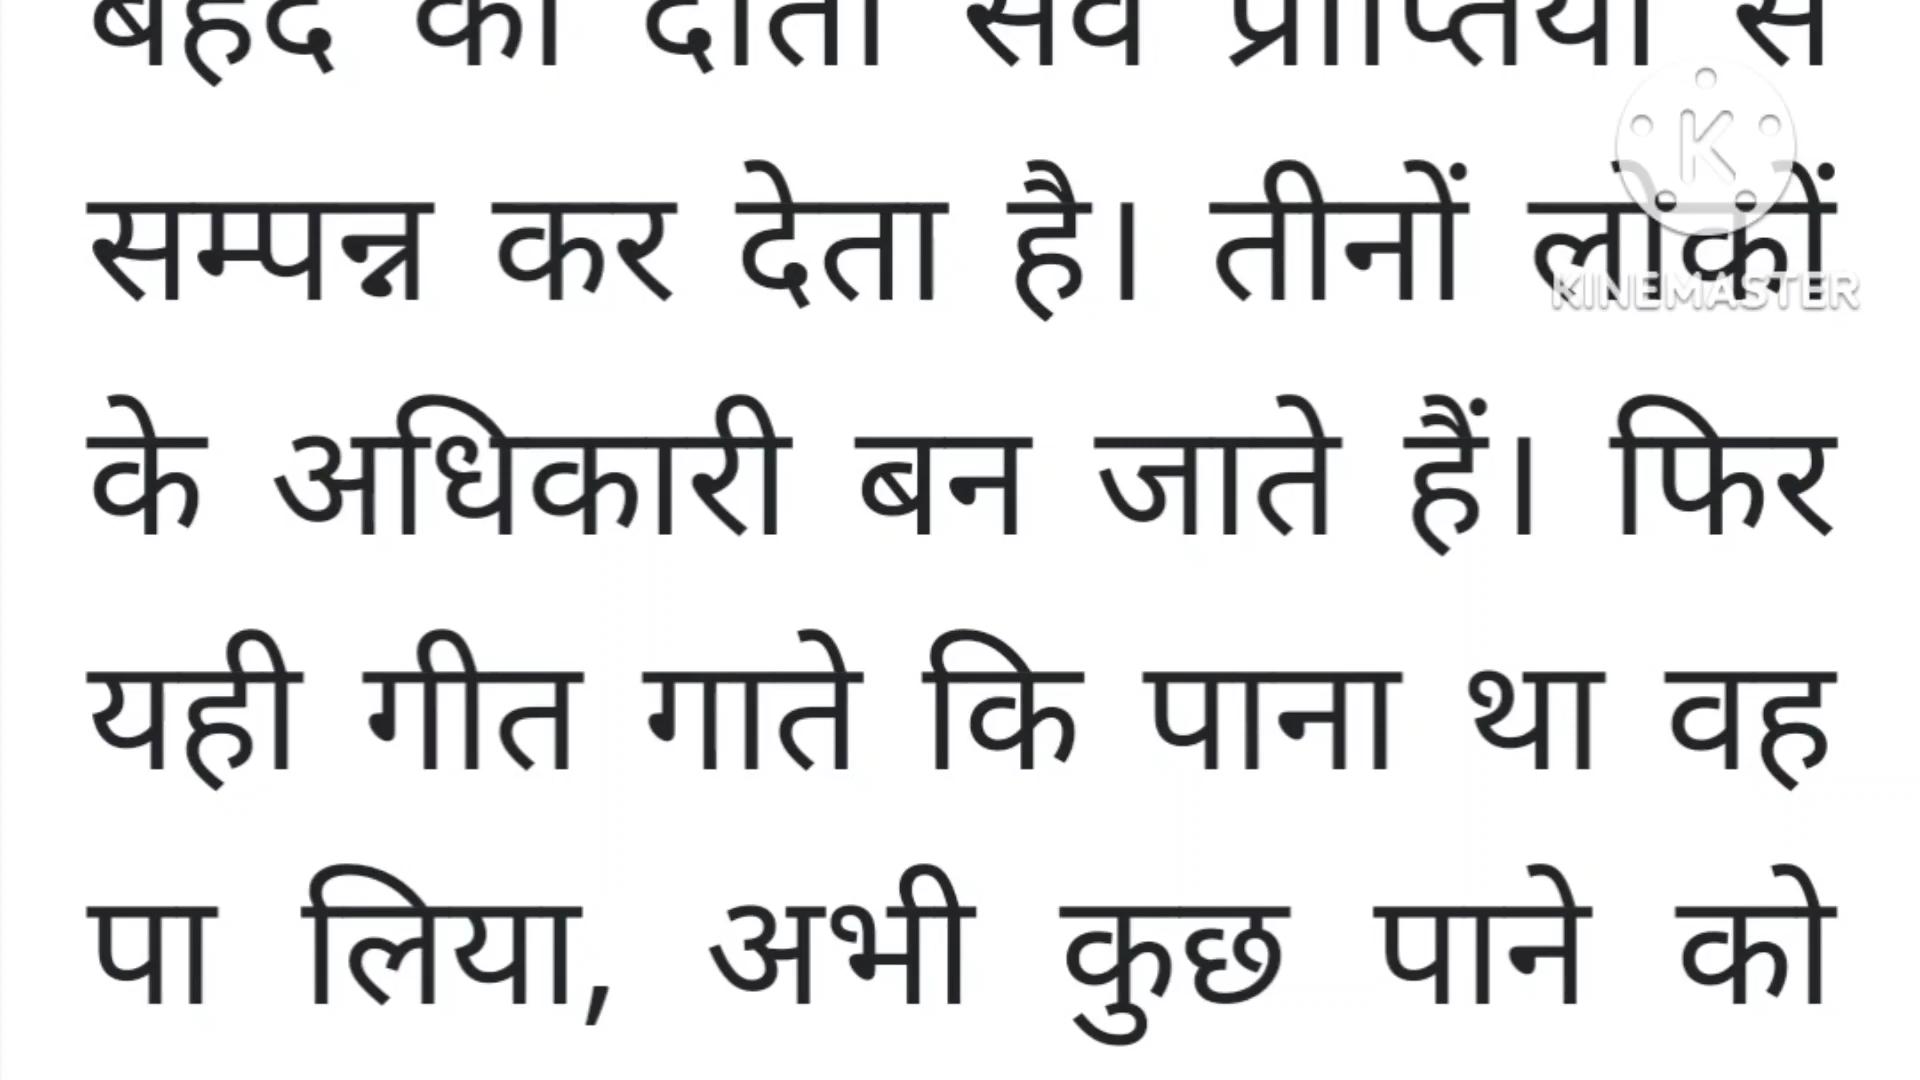 बेहद का दाता सर्व प्राप्तियों से
सम्पन्न कर देता है। तीनों लोकों
के अधिकारी बन जाते हैं। फिर
यही गीत गाते कि पाना था वह
पा लिया, अभी कुछ पाने को
K
KINEMASTER